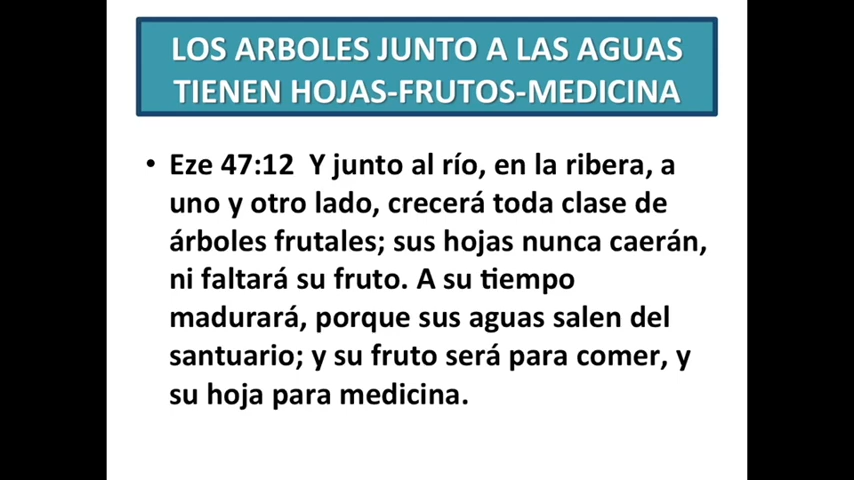 LOS ARBOLES JUNTO A LAS AGUAS
TIENEN HOJAS-FRUTOS-MEDICINA
• Eze 47:12 Y junto al río, en la ribera, a
uno y otro lado, crecerá toda clase de
árboles frutales; sus hojas nunca caerán,
ni faltará su fruto. A su tiempo
madurará, porque sus aguas salen del
santuario; y su fruto será para comer, y
su hoja para medicina.